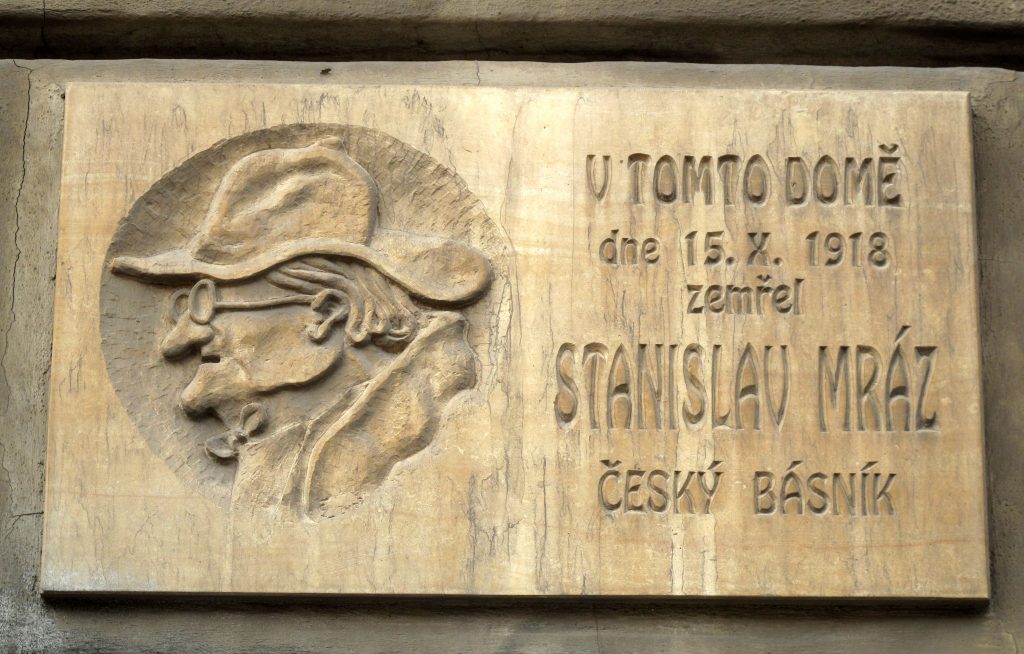 V TOMTO DOMĚ
dne 15. X. 1918
zemřel
STANISLAV MRÁZ
ČESKÝ BÁSNÍK